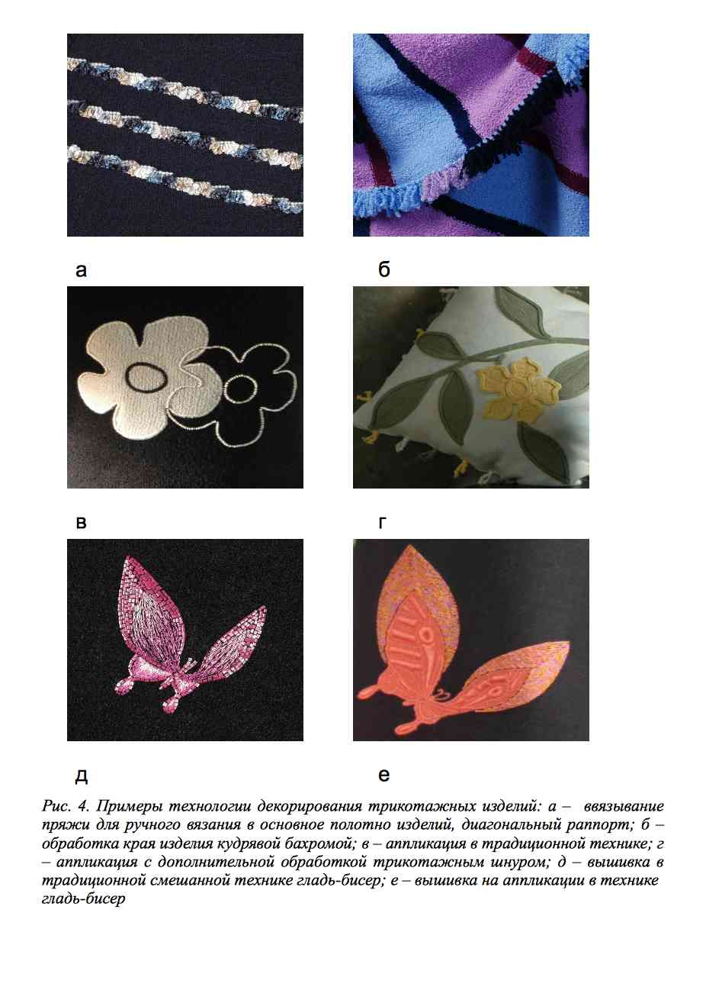 а
б
в
г
д
е
Рис. 4. Примеры технологии декорирования трикотажных изделий: а – ввязывание
пряжи для ручного вязания в основное полотно изделий, диагональный раппорт; б –
обработка края изделия кудрявой бахромой; в – аппликация в традиционной технике; г
– аппликация с дополнительной обработкой трикотажным шнуром; д – вышивка в
традиционной смешанной технике гладь-бисер; е – вышивка на аппликации в технике
гладь-бисер